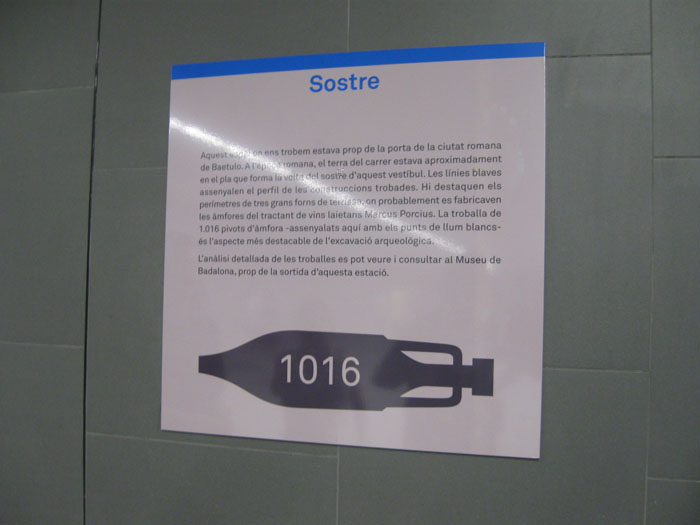 Sostre
Aquest on ens trobem estava prop de la porta de la ciutat romana
de Baetulo. A l'època romana, el terra del carrer estava aproximadament
en el pla que forma la volta del sostre d'aquest vestíbul. Les línies blaves
assenyalen el perfil de les construccions trobades. Hi destaquen els
perímetres de tres grans forns de terrissa, on probablement es fabricaven
les àmfores del tractant de vins laietans Marcus Porcius. La troballa de
1.016 pivots d'àmfora -assenyalats aquí amb els punts de llum blancs-
és l'aspecte més destacable de l'excavació arqueològica.
L'anàlisi detallada de les troballes es pot veure i consultar al Museu de
Badalona, prop de la sortida d'aquesta estació.
1016